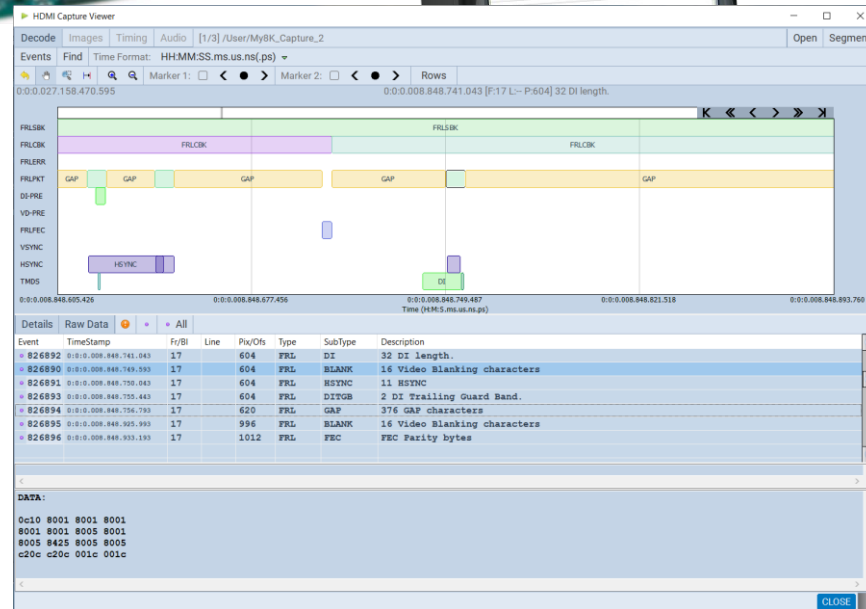 HDMI Capture Viewer
Decode Images Timing Audio [1/3] /User/My8K_Capture_2 Open Segmen
Events Find Time Format: HH:MM:SS.ms.us.ns(.ps)
Marker 1: Marker 2: Rows
0:0:0.027.158.470.595 0:0:0.008.848.741.043 [F:17 L:-- P:604] 32 DI length.
FRLSBK FRLSBK
FRLCBK FRLCBK FRLCBK
FRLERR
FRLPKT GAP GAP GAP GAP GAP
DI-PRE
VD-PRE
FRLFEC
VSYNC
HSYNC HSYNC
TMDS DI
0:0:0.008.848.605.426 0:0:0.008.848.677.456 0:0:0.008.848.749.487 0:0:0.008.848.821.518 0:0:0.008.848.893.760
Time (H:M:S.ms.us.ns.ps)
Details Raw Data All
Event TimeStamp Fr/Bl Line Pix/Ofs Type SubType Description
826892 0:0:0.008.848.741.043 17 604 FRL DI 32 DI length.
826890 0:0:0.008.848.749.593 17 604 FRL BLANK 16 Video Blanking characters
826891 0:0:0.008.848.750.043 17 604 FRL HSYNC 11 HSYNC
826893 0:0:0.008.848.755.443 17 604 FRL DITGB 2 DI Trailing Guard Band.
826894 0:0:0.008.848.756.793 17 620 FRL GAP 376 GAP characters
826895 0:0:0.008.848.925.993 17 996 FRL BLANK 16 Video Blanking characters
826896 0:0:0.008.848.933.193 17 1012 FRL FEC FEC Parity bytes
DATA:
0c10 8001 8001 8001
8001 8001 8005 8001
8005 8425 8005 8005
c20c c20c 001c 001c
CLOSE